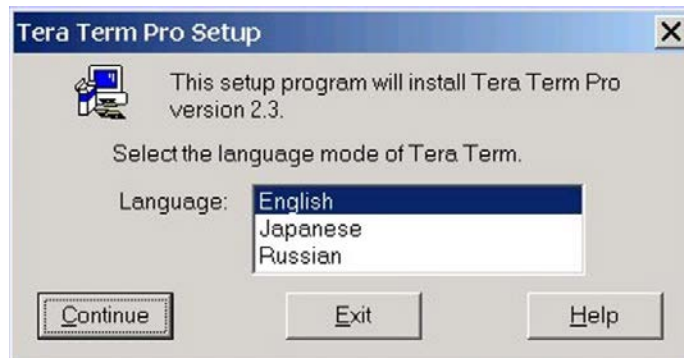 Tera Term Pro Setup
This setup program will install Tera Term Pro
version 2.3.
Select the language mode of Tera Term.
Language:
English
Japanese
Russian
Continue
Exit
Help